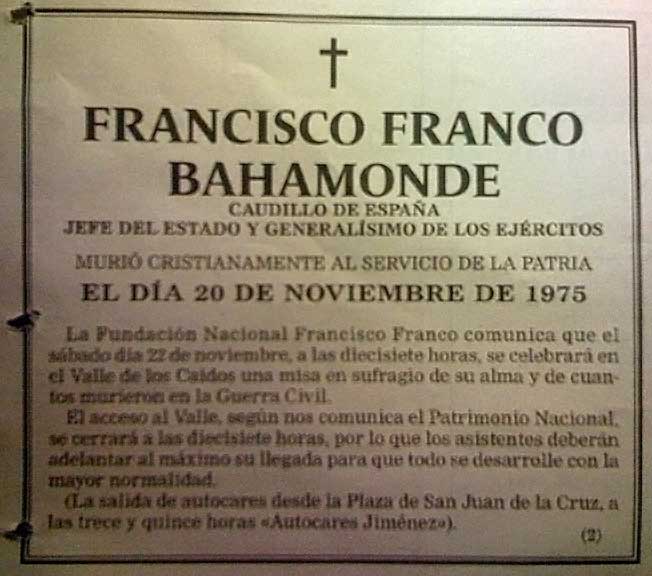 FRANCISCO FRANCO
BAHAMONDE
CAUDILLO DE ESPAÑA
JEFE DEL ESTADO Y GENERALÍSIMO DE LOS EJÉRCITOS
MURIÓ CRISTIANAMENTE AL SERVICIO DE LA PATRIA
EL DÍA 20 DE NOVIEMBRE DE 1975
La Fundación Nacional Francisco Franco comunica que el
sábado día 22 de noviembre, a las diecisiete horas, se celebrará en
el Valle de los Caídos una misa en sufragio de su alma y de cuan-
tos murieron en la Guerra Civil.
El acceso al Valle, según nos comunica el Patrimonio Nacional,
se cerrará a las diecisiete horas, por lo que los asistentes deberán
adelantar al máximo su llegada para que todo se desarrolle con la
mayor normalidad.
(La salida de autocares desde la Plaza de San Juan de la Cruz, a
las trece y quince horas «Autocares Jiménez»).
(2)